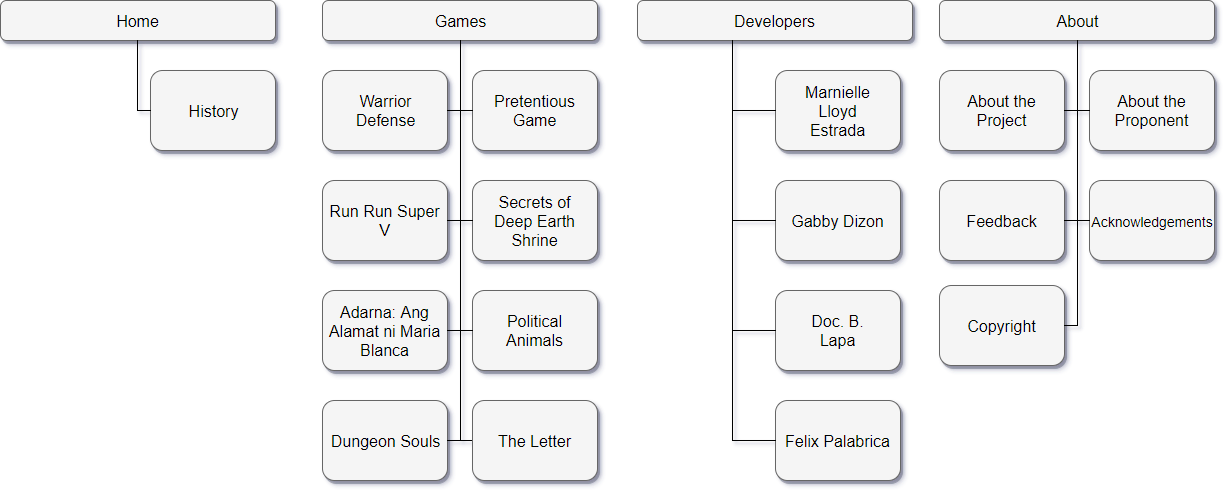 Home
History
Games
Warrior
Defense
Pretentious
Game
Run Run Super
V
Secrets of
Deep Earth
Shrine
Adarna: Ang
Alamat ni Maria
Blanca
Political
Animals
Dungeon Souls
The Letter
Developers
Marnielle
Lloyd
Estrada
Gabby Dizon
Doc. B.
Lapa
Felix Palabrica
About
About the
Project
About the
Proponent
Feedback
Acknowledgements
Copyright